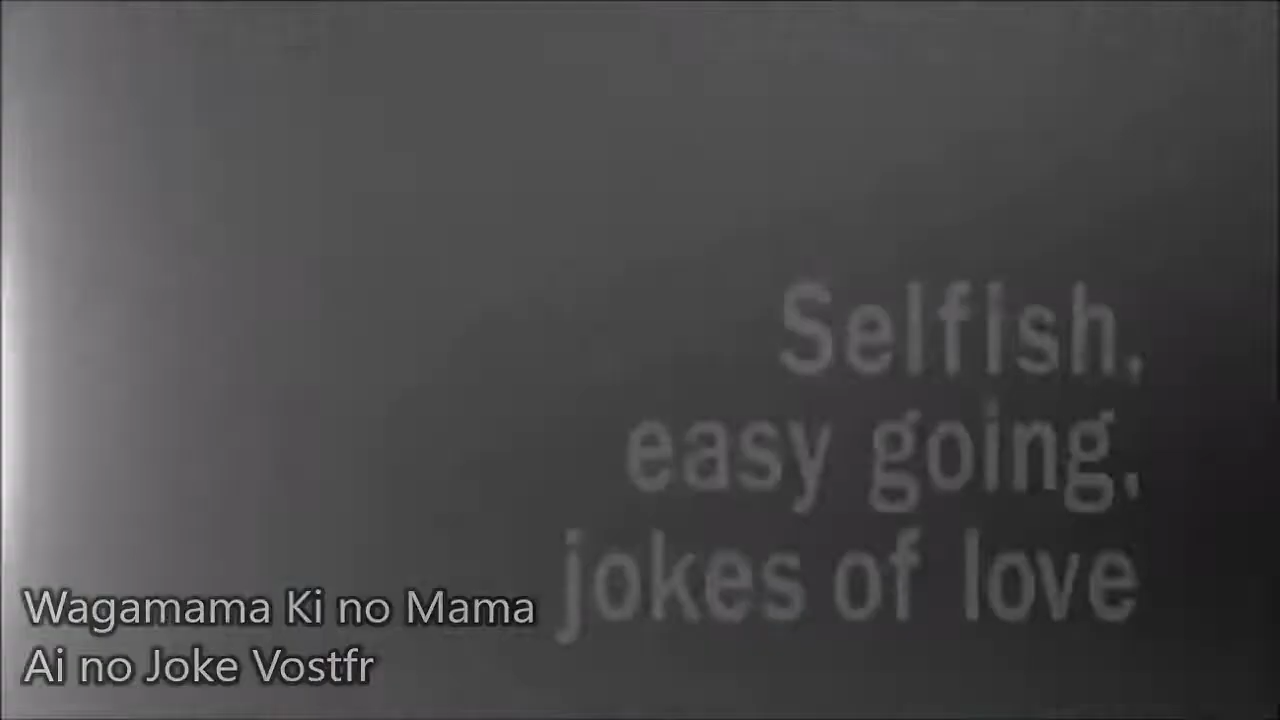 Selfish,
easy going,
jokes of love
Wagamama Ki no Mama
Ai no Joke Vostfr